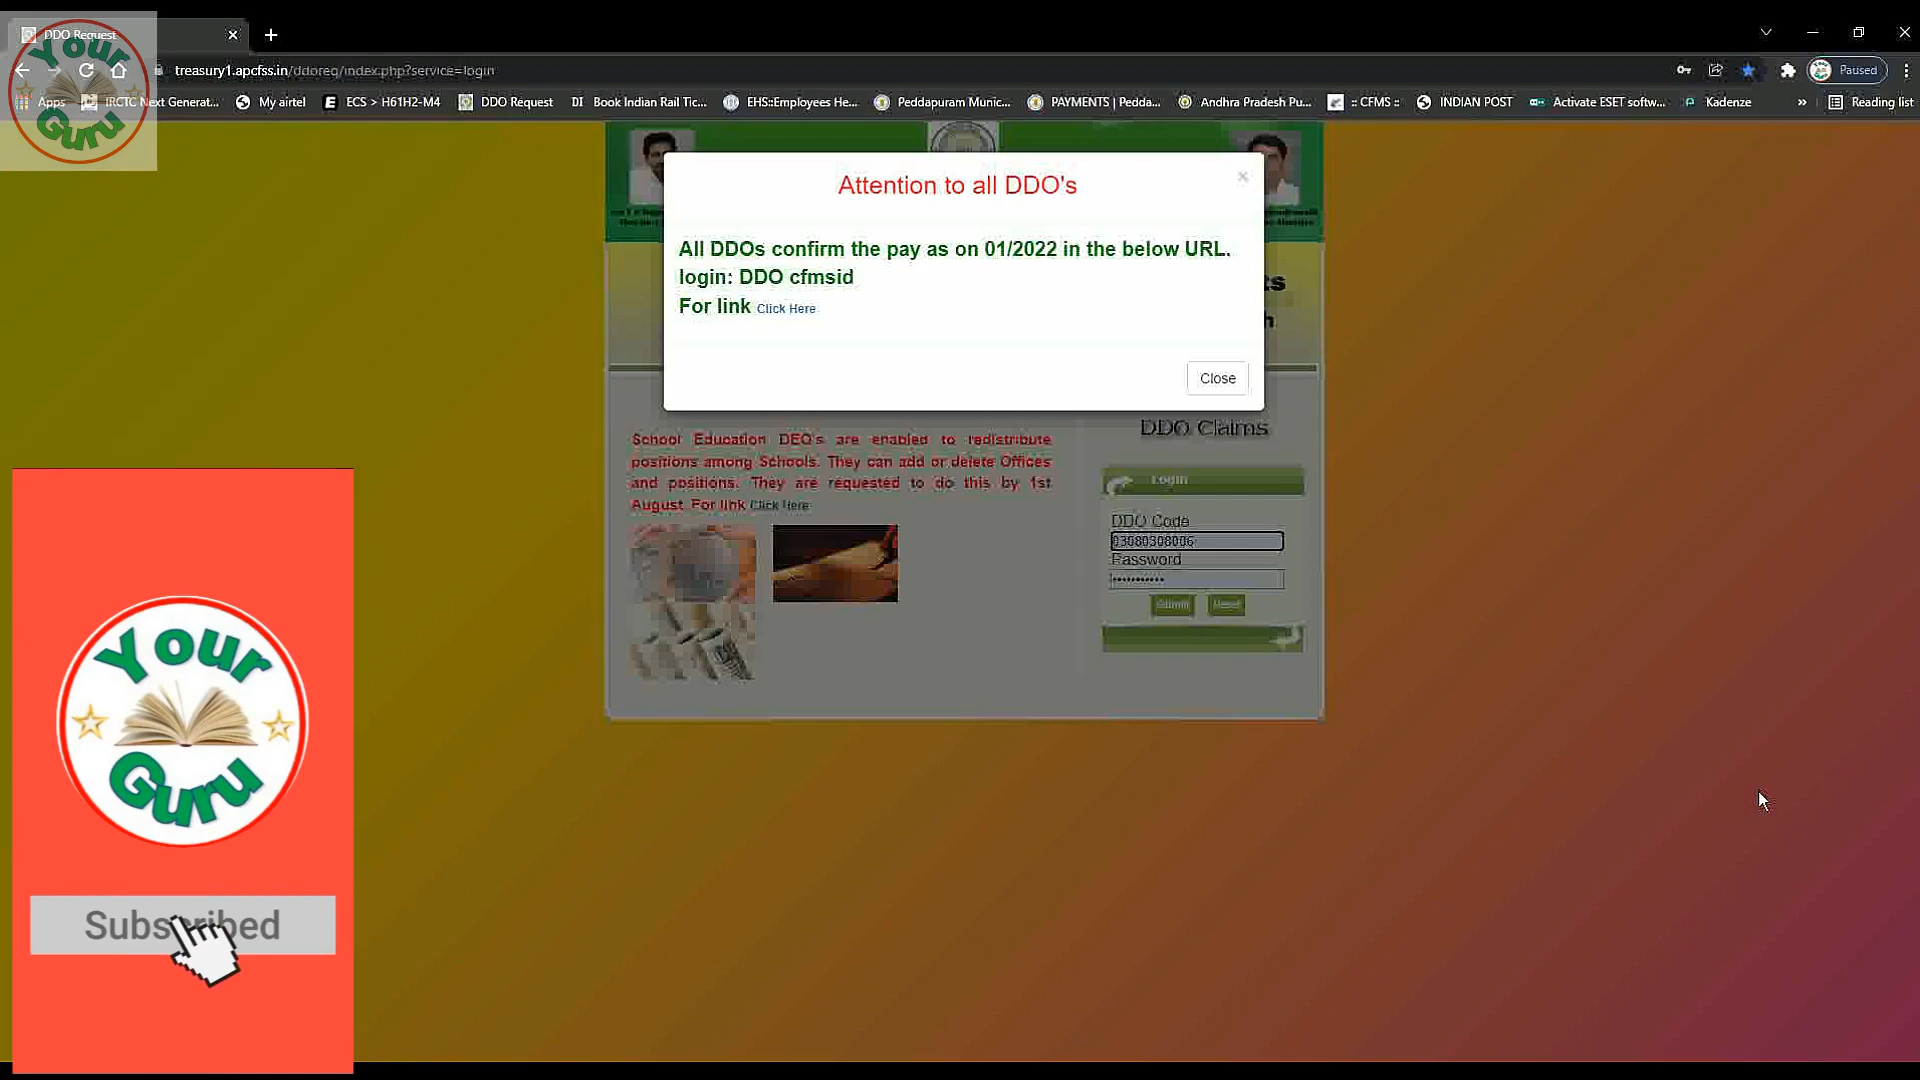 DDO Request
treasury1.apcfss.in/ddoreq/index.php?service=login
Paused
Apps
IRCTC Next Generat...
My airtel
ECS > H61H2-M4
DDO Request
DI Book Indian Rail Tic...
EHS::Employees He...
Peddapuram Munic...
PAYMENTS | Pedda...
Andhra Pradesh Pu...
:: CFMS ::
INDIAN POST
Activate ESET softw...
Kadenze
»
Reading list
Your
Guru
Attention to all DDO's
×
All DDOs confirm the pay as on 01/2022 in the below URL.
login: DDO cfmsid
For link Click Here
Close
School Education DEO's are enabled to redistribute
positions among Schools. They can add or delete Offices
and positions. They are requested to do this by 1st
August. For link Click Here
DDO Claims
Login
DDO Code
03080308006
Password
Submit
Reset
Your
Guru
Subscribed